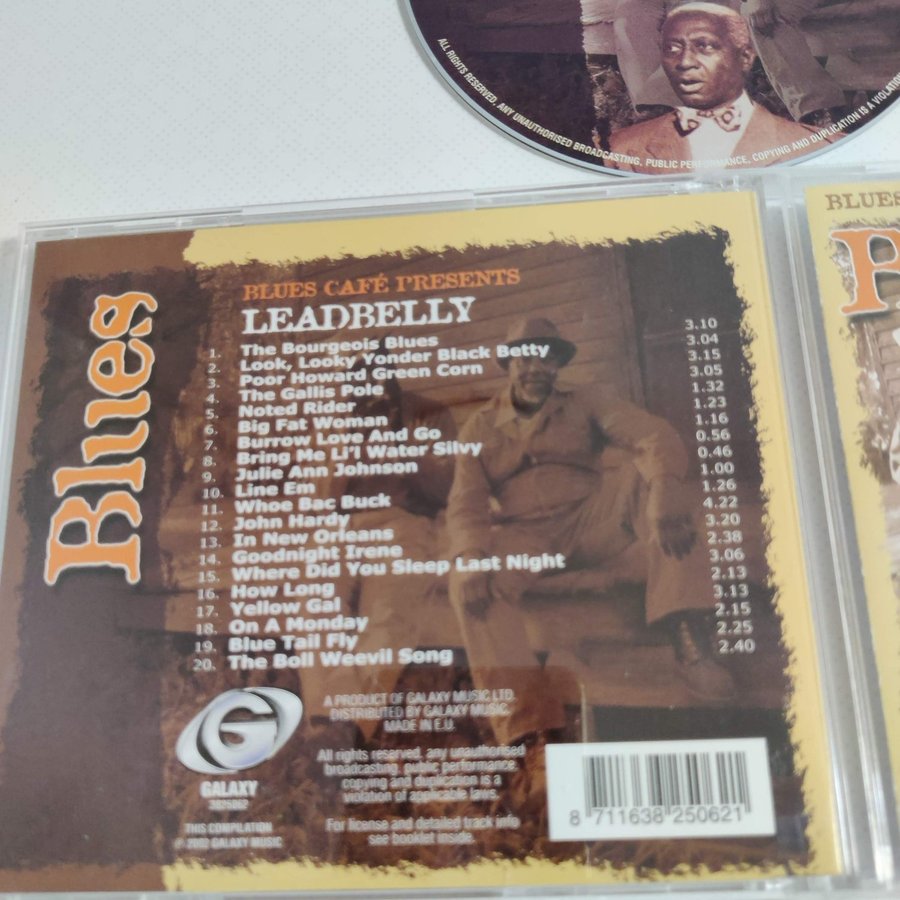 ALL RIGHTS RESERVED, ANY UNAUTHORISED BROADCASTING, PUBLIC PERFORMANCE, COPYING AND DUPLICATION IS A VIOLATION
BLUES
Blues
BLUES CAFÉ PRESENTS
LEADBELLY
1. The Bourgeois Blues 3.10
2. Look, Looky Yonder Black Betty 3.04
3. Poor Howard Green Corn 3.15
4. The Gallis Pole 3.05
5. Noted Rider 1.32
6. Big Fat Woman 1.23
7. Burrow Love And Go 1.16
8. Bring Me Li'l Water Silvy 0.56
9. Julie Ann Johnson 0.46
10. Line Em 1.00
11. Whoe Bac Buck 1.26
12. John Hardy 4.22
13. In New Orleans 3.20
14. Goodnight Irene 2.38
15. Where Did You Sleep Last Night 3.06
16. How Long 2.13
17. Yellow Gal 3.13
18. On A Monday 2.15
19. Blue Tail Fly 2.25
20. The Boll Weevil Song 2.40
G
GALAXY
THIS COMPILATION
℗ 2002 GALAXY MUSIC
A PRODUCT OF GALAXY MUSIC LTD.
DISTRIBUTED BY GALAXY MUSIC.
MADE IN E.U.
All rights reserved, any unauthorised
broadcasting, public performance,
copying and duplication is a
violation of applicable laws.
For license and detailed track info
see booklet inside.
8 711638 250621